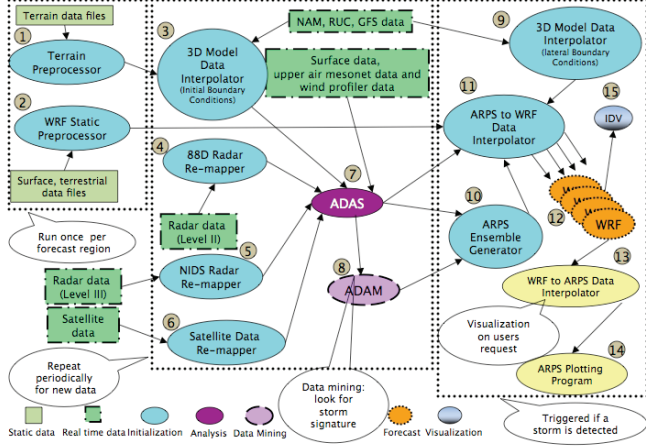 Terrain data files
1
Terrain
Preprocessor
2
WRF Static
Preprocessor
Surface, terrestrial
data files
Run once per
forecast region
Radar data
(Level III)
Satellite
data
Repeat
periodically
for new data
3
3D Model
Data
Interpolator
(Initial Boundary
Conditions)
NAM, RUC, GFS data
Surface data,
upper air mesonet data and
wind profiler data
4
88D Radar
Re-mapper
Radar data
(Level II)
5
NIDS Radar
Re-mapper
6
Satellite Data
Re-mapper
7
ADAS
8
ADAM
Data mining:
look for
storm signature
9
3D Model Data
Interpolator
(lateral Boundary
Conditions)
11
ARPS to WRF
Data
Interpolator
15
IDV
10
ARPS
Ensemble
Generator
12
WRF
13
WRF to ARPS Data
Interpolator
Visualization
on users
request
14
ARPS Plotting
Program
Triggered if a
storm is detected
Static data
Real time data
Initialization
Analysis
Data Mining
Forecast
Visualization